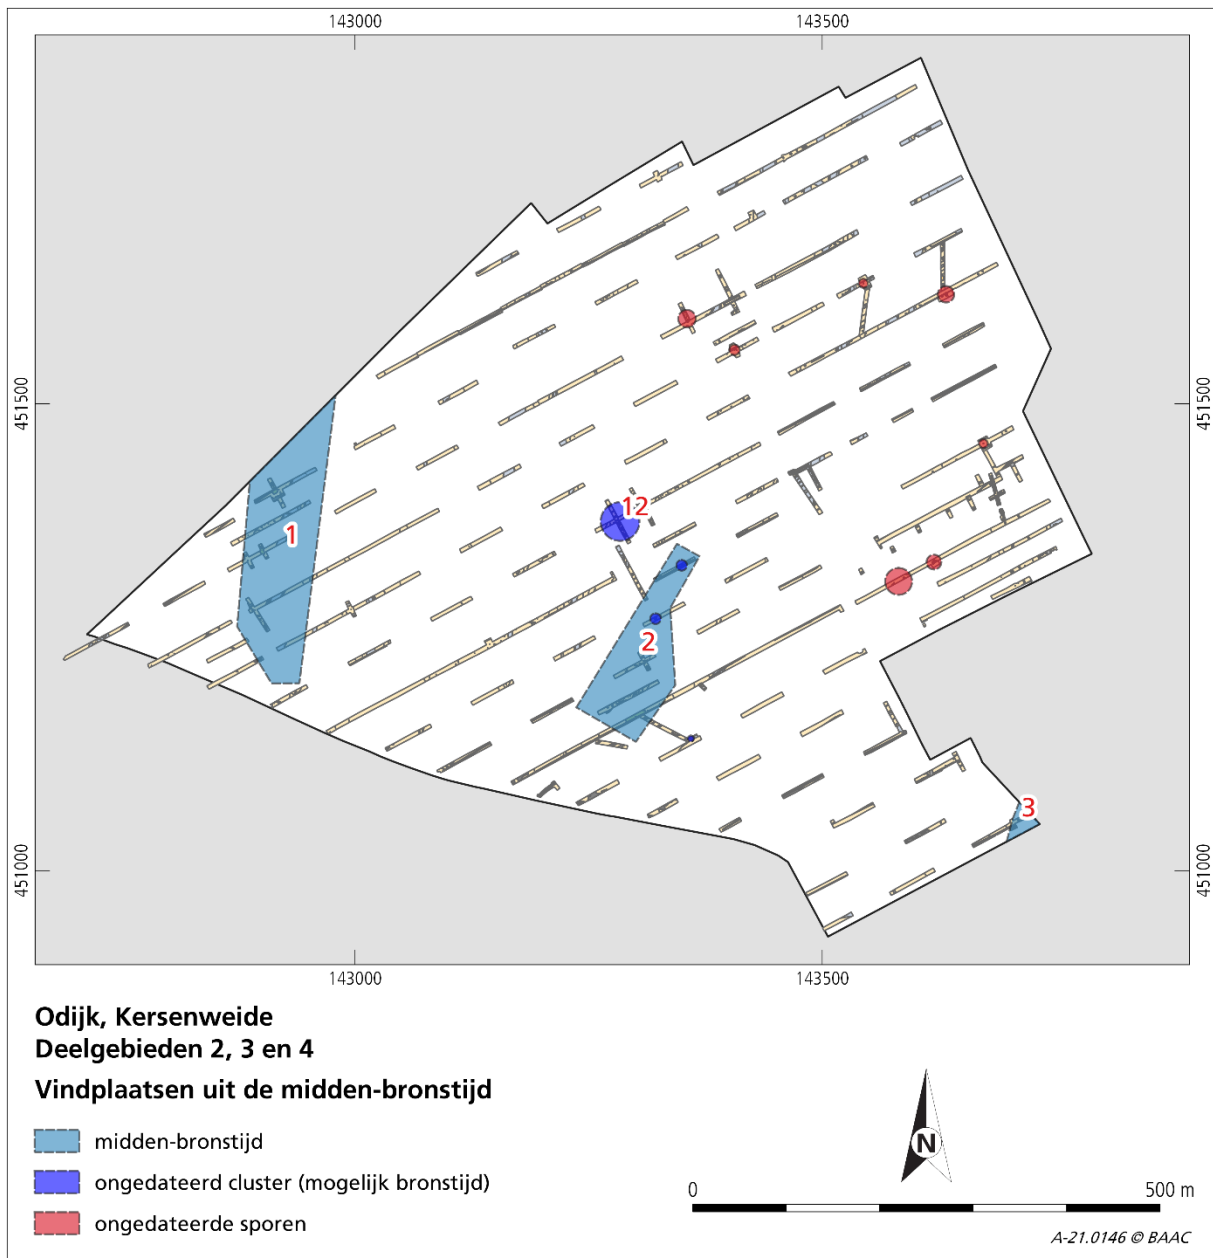 143000 143500
451500 451500
1
12
2
3
451000 451000
143000 143500
Odijk, Kersenweide
Deelgebieden 2, 3 en 4
Vindplaatsen uit de midden-bronstijd
midden-bronstijd
ongedateerd cluster (mogelijk bronstijd)
ongedateerde sporen
N
0 500 m
A-21.0146 © BAAC